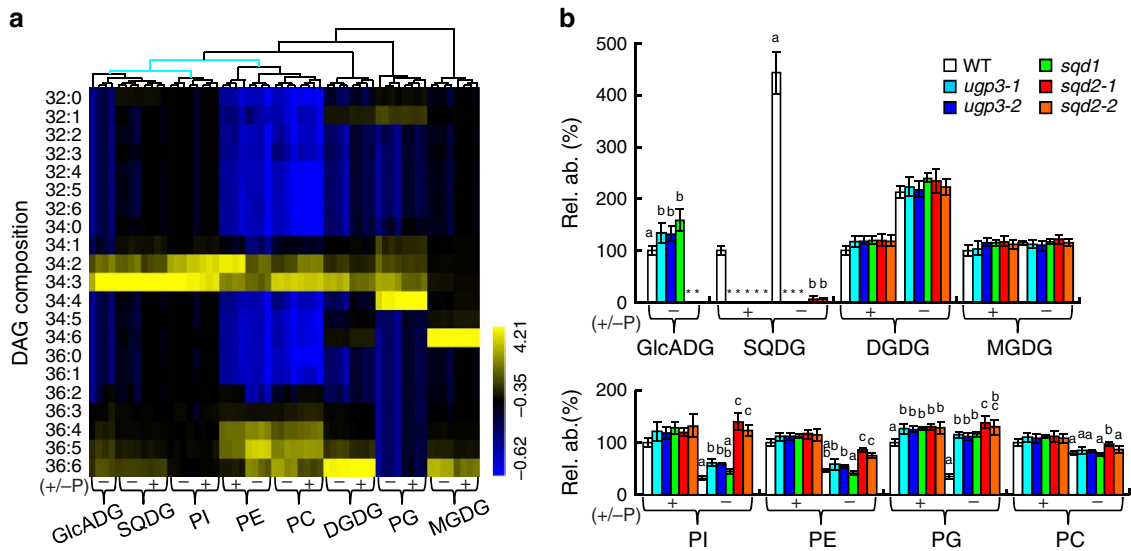 a
32:0
32:1
32:2
32:3
32:4
32:5
32:6
34:0
34:1
34:2
34:3
34:4
34:5
34:6
36:0
36:1
36:2
36:3
36:4
36:5
36:6
DAG composition
(+/−P)
− − + − + + − − + − + − + − +
GlcADG SQDG PI PE PC DGDG PG MGDG
4.21
−0.35
−0.62
b
Rel. ab. (%)
500
400
300
200
100
0
WT
ugp3-1
ugp3-2
sqd1
sqd2-1
sqd2-2
a b b b * *
* * * * * a * * * b b
(+/−P)
− + − + − + −
GlcADG SQDG DGDG MGDG
Rel. ab.(%)
200
100
0
a b b b c c
a b b b a c c
a b b b b b a b b b c b c
a a a a b a
(+/−P)
+ − + − + − + −
PI PE PG PC